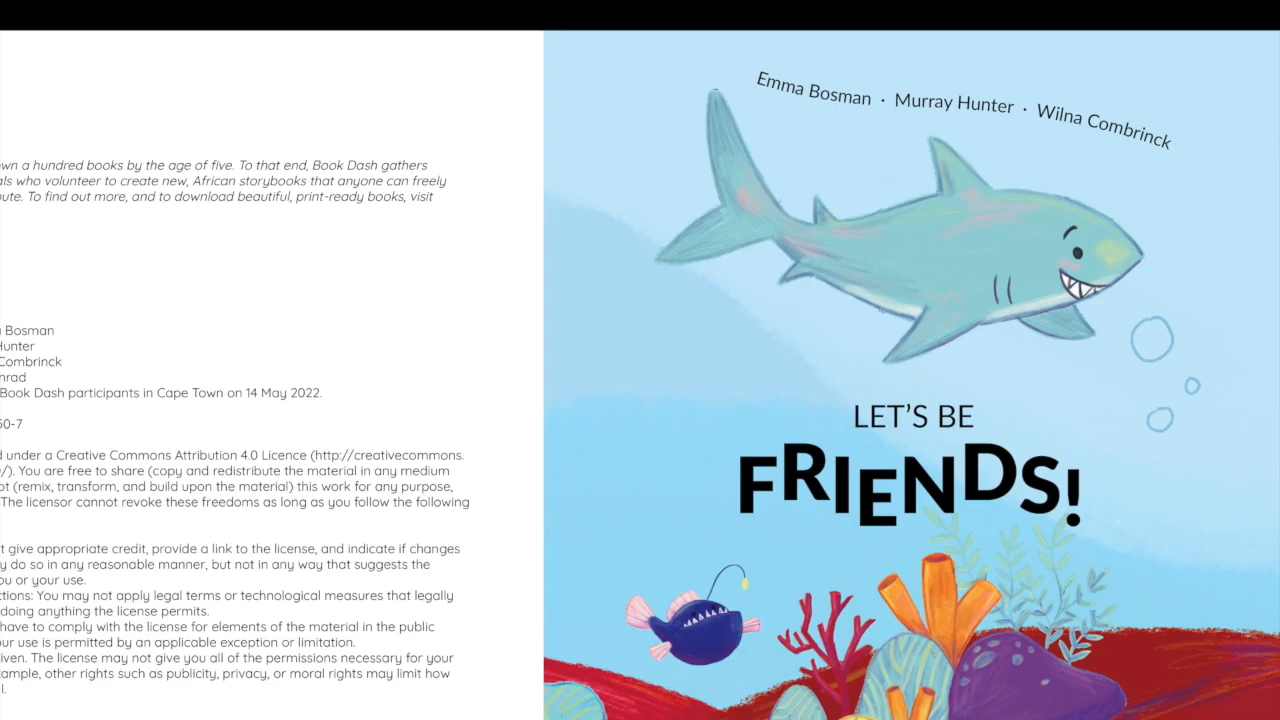 own a hundred books by the age of five. To that end, Book Dash gathers
als who volunteer to create new, African storybooks that anyone can freely
bute. To find out more, and to download beautiful, print-ready books, visit
Bosman
Hunter
Combrinck
nrad
Book Dash participants in Cape Town on 14 May 2022.
50-7
d under a Creative Commons Attribution 4.0 Licence (http://creativecommons.
0/). You are free to share (copy and redistribute the material in any medium
pt (remix, transform, and build upon the material) this work for any purpose,
The licensor cannot revoke these freedoms as long as you follow the following
t give appropriate credit, provide a link to the license, and indicate if changes
y do so in any reasonable manner, but not in any way that suggests the
ou or your use.
ctions: You may not apply legal terms or technological measures that legally
doing anything the license permits.
have to comply with the license for elements of the material in the public
our use is permitted by an applicable exception or limitation.
iven. The license may not give you all of the permissions necessary for your
xample, other rights such as publicity, privacy, or moral rights may limit how
l.
Emma Bosman · Murray Hunter · Wilna Combrinck
LET'S BE
FRIENDS!